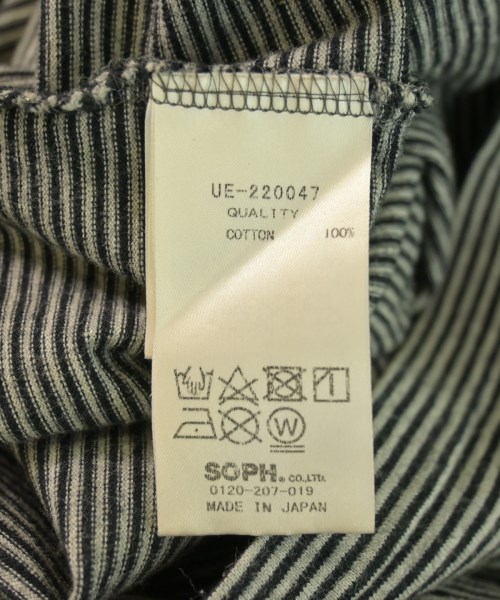 UE-220047
QUALITY
COTTON 100%
W
SOPH. CO.,LTD.
0120-207-019
MADE IN JAPAN